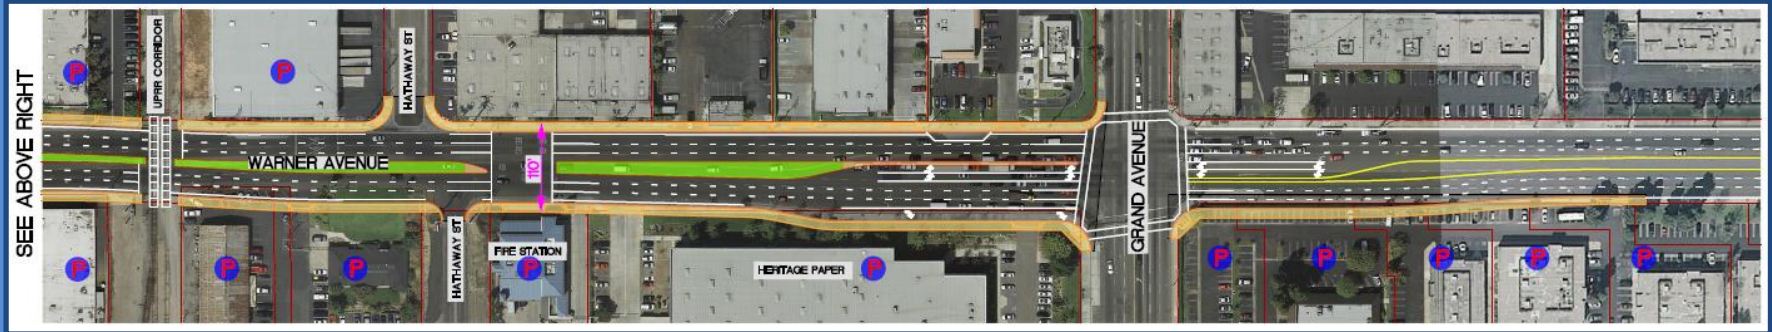 SEE ABOVE RIGHT
P
UPRR CORRIDOR
P
HATHAWAY ST
WARNER AVENUE
110'
GRAND AVENUE
P
P
P
HATHAWAY ST
FIRE STATION
P
HERITAGE PAPER
P
P
P
P
P
P